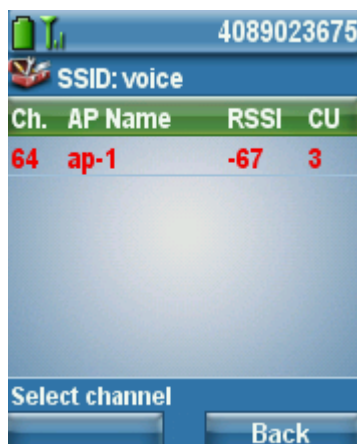 4089023675
SSID: voice
Ch. AP Name RSSI CU
64 ap-1 -67 3
Select channel
Back